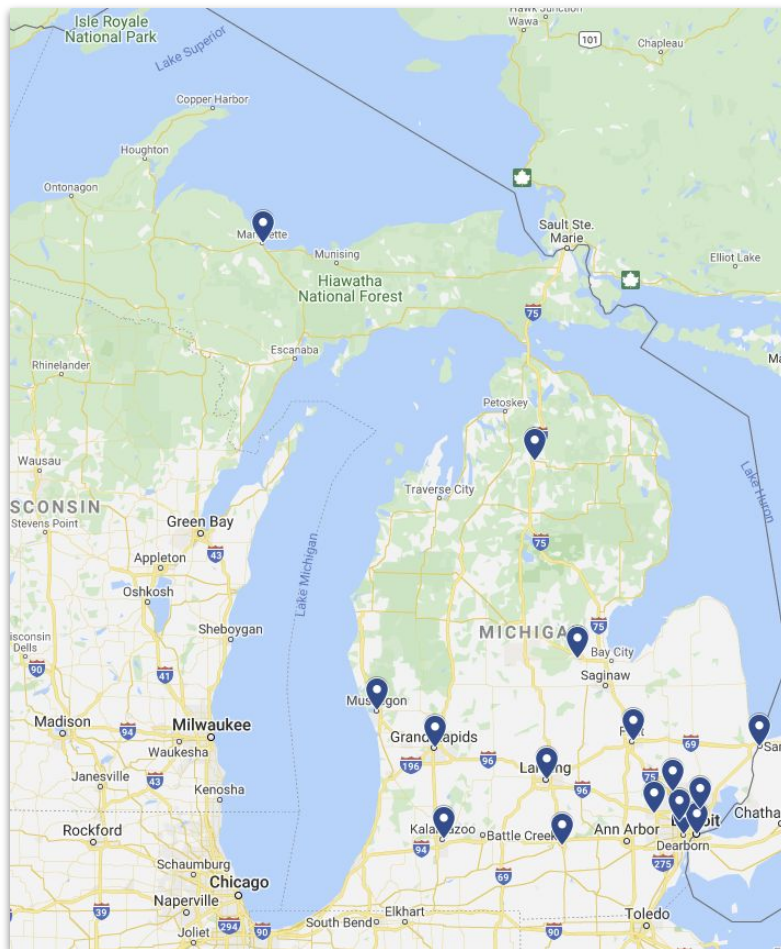 Isle Royale
National Park
Hawk Junction
Wawa
101
Chapleau
Lake Superior
Copper Harbor
Houghton
Ontonagon
Munising
Sault Ste.
Marie
Elliot Lake
Hiawatha
National Forest
75
Escanaba
Rhinelander
Petoskey
Wausau
Traverse City
SCONSIN
Stevens Point
Green Bay
43
Lake Michigan
Lake Huron
75
Appleton
Oshkosh
Sheboygan
MICHIGA
75
Bay City
Saginaw
isconsin
Dells
90
41
Madison
94
Milwaukee
Waukesha
69
196
96
96
75
Janesville
43
Kenosha
Chatha
Rockford
94
Battle Creek
Ann Arbor
Dearborn
275
Schaumburg
69
Chicago
Naperville
39
294
90
South Bend
Elkhart
90
Toledo
Joliet